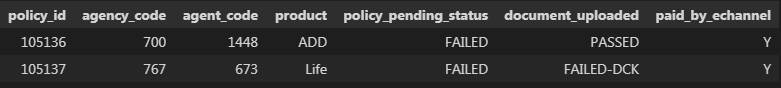 policy_id agency_code agent_code product policy_pending_status document_uploaded paid_by_echannel
105136 700 1448 ADD FAILED PASSED Y
105137 767 673 Life FAILED FAILED-DCK Y